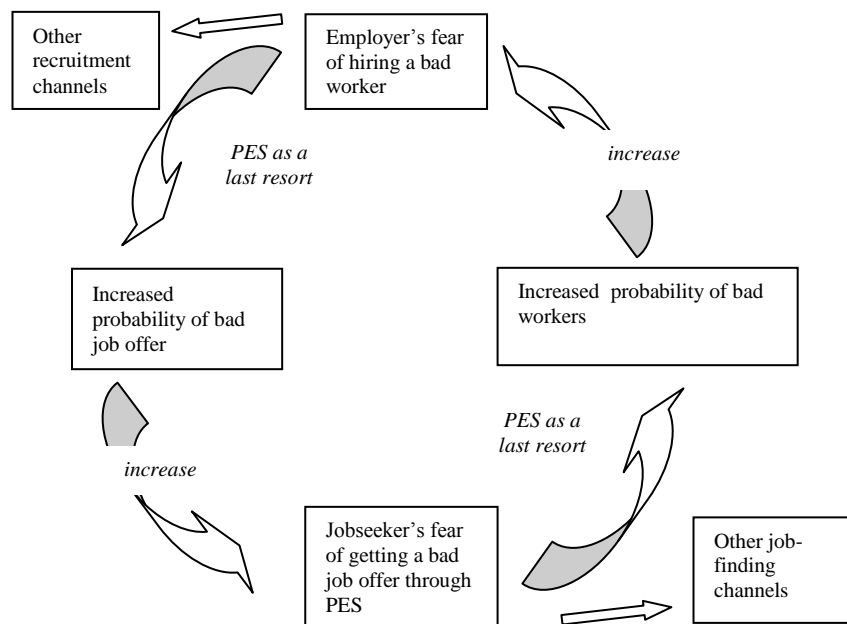 Other
recruitment
channels
Employer's fear
of hiring a bad
worker
PES as a
last resort
increase
Increased
probability of bad
job offer
Increased probability of bad
workers
PES as a
last resort
increase
Jobseeker's fear
of getting a bad
job offer through
PES
Other job-
finding
channels